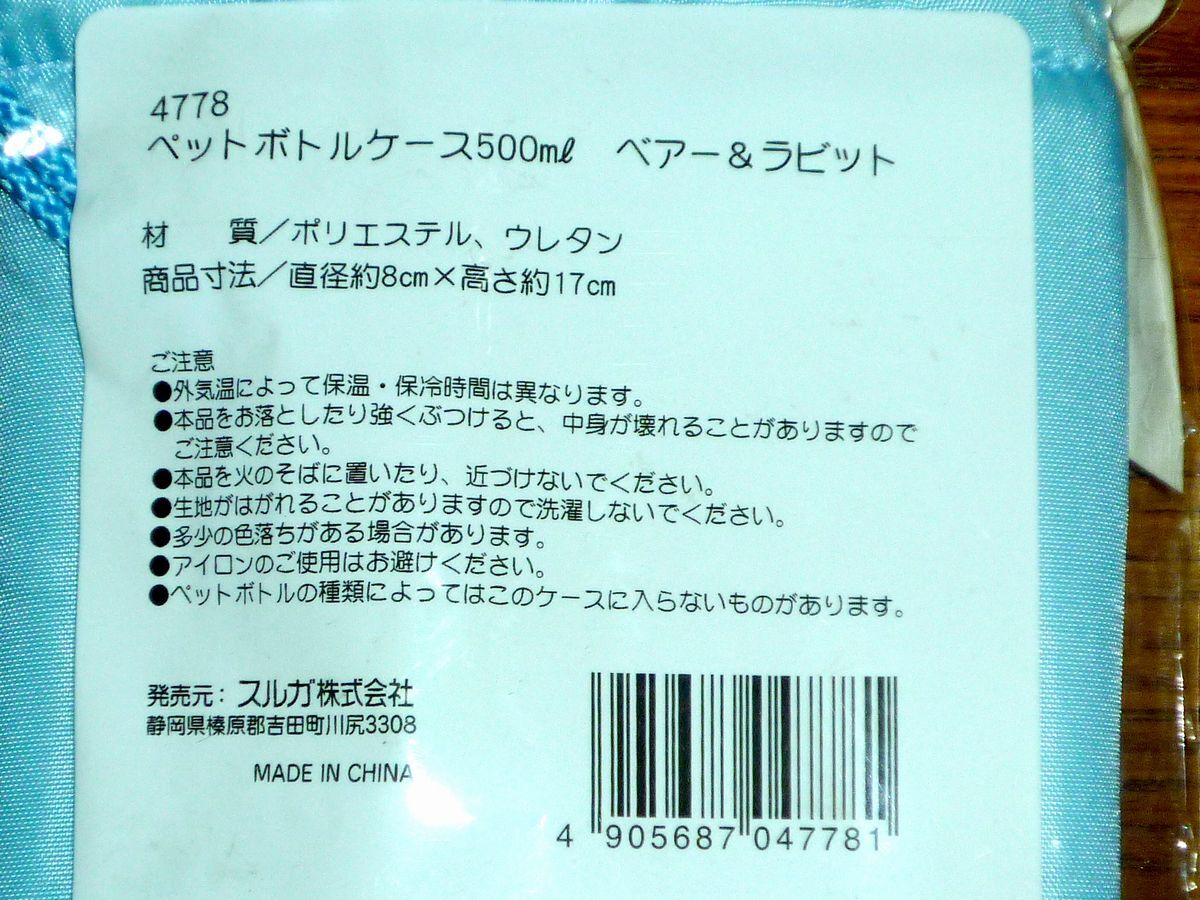 4778
ペットボトルケース500mℓ　ベアー＆ラビット
材　質／ポリエステル、ウレタン
商品寸法／直径約8cm×高さ約17cm
ご注意
●外気温によって保温・保冷時間は異なります。
●本品をお落としたり強くぶつけると、中身が壊れることがありますので
ご注意ください。
●本品を火のそばに置いたり、近づけないでください。
●生地がはがれることがありますので洗濯しないでください。
●多少の色落ちがある場合があります。
●アイロンのご使用はお避けください。
●ペットボトルの種類によってはこのケースに入らないものがあります。
発売元：スルガ株式会社
静岡県榛原郡吉田町川尻3308
MADE IN CHINA
4 905687 047781